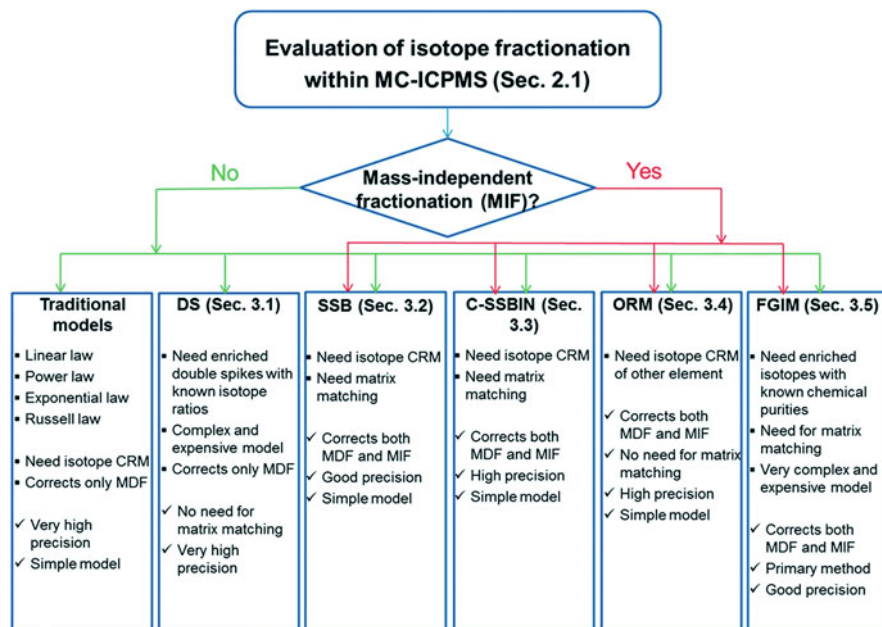 Evaluation of isotope fractionation
within MC-ICPMS (Sec. 2.1)
No
Mass-independent
fractionation (MIF)?
Yes
Traditional
models
▪ Linear law
▪ Power law
▪ Exponential law
▪ Russell law
▪ Need isotope CRM
▪ Corrects only MDF
✓ Very high
precision
✓ Simple model
DS (Sec. 3.1)
▪ Need enriched
double spikes with
known isotope
ratios
▪ Complex and
expensive model
▪ Corrects only MDF
✓ No need for
matrix matching
✓ Very high
precision
SSB (Sec. 3.2)
▪ Need isotope CRM
▪ Need matrix
matching
✓ Corrects both
MDF and MIF
✓ Good precision
✓ Simple model
C-SSBIN (Sec.
3.3)
▪ Need isotope CRM
▪ Need matrix
matching
✓ Corrects both
MDF and MIF
✓ High precision
✓ Simple model
ORM (Sec. 3.4)
▪ Need isotope CRM
of other element
✓ Corrects both
MDF and MIF
✓ No need for matrix
matching
✓ High precision
✓ Simple model
FGIM (Sec. 3.5)
▪ Need enriched
isotopes with
known chemical
purities
▪ Need for matrix
matching
▪ Very complex and
expensive model
✓ Corrects both
MDF and MIF
✓ Primary method
✓ Good precision